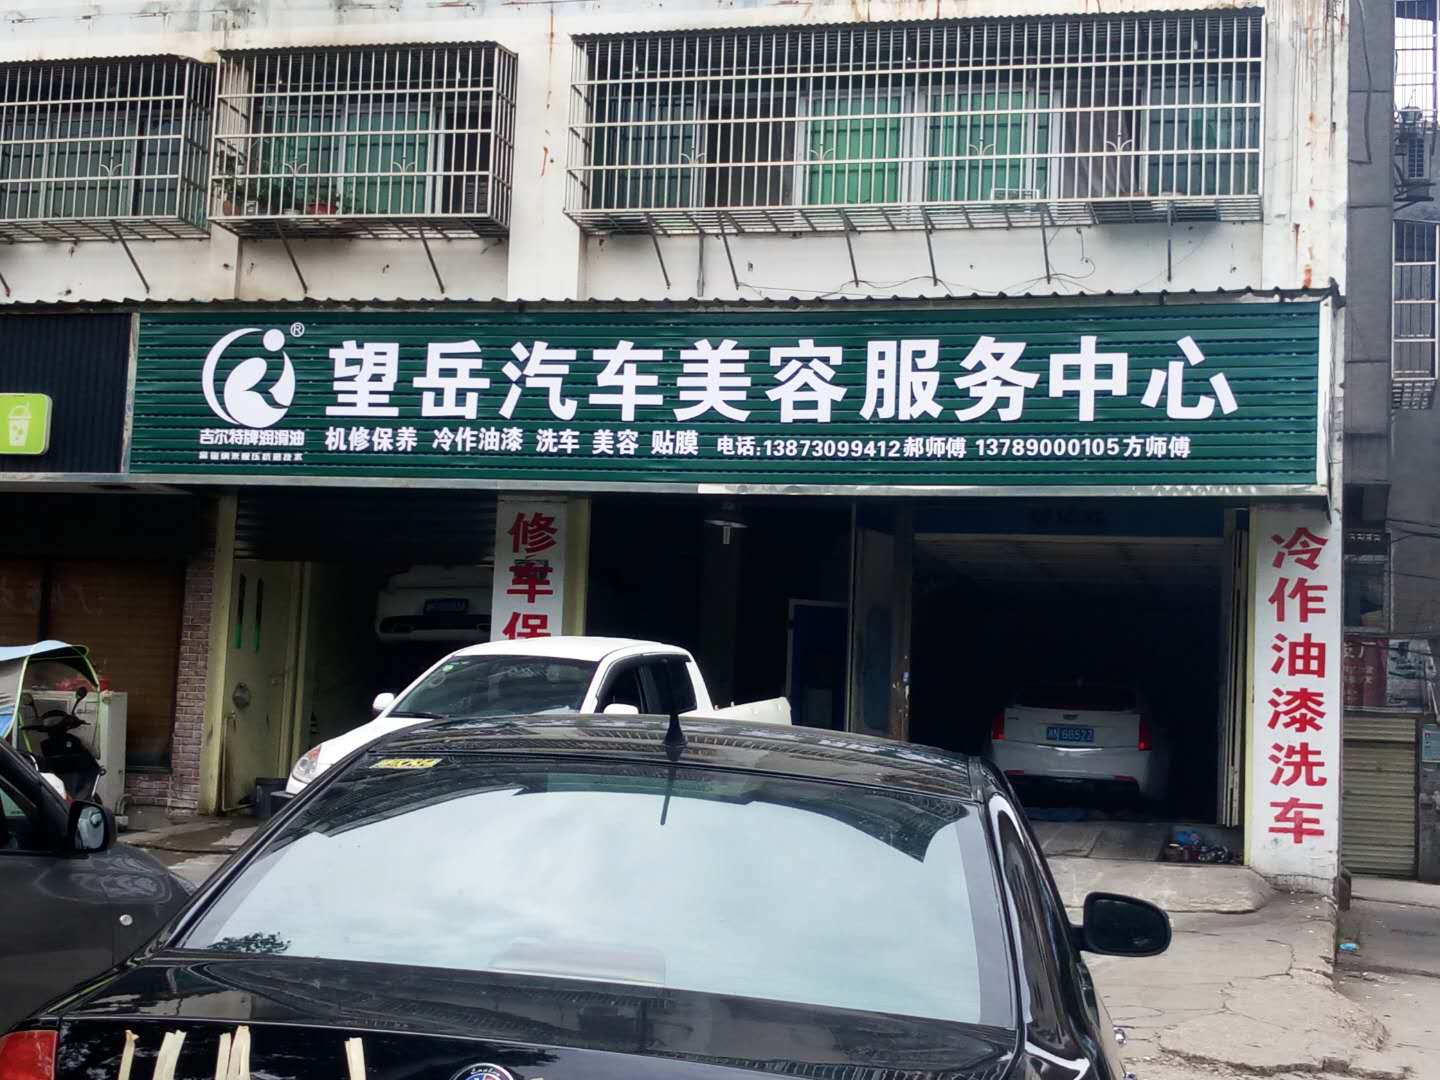 望岳汽车美容服务中心
®
吉尔特牌润滑油
机修保养 冷作油漆 洗车 美容 贴膜 电话:13873099412郝师傅 13789000105方师傅
修车保
冷作油漆洗车